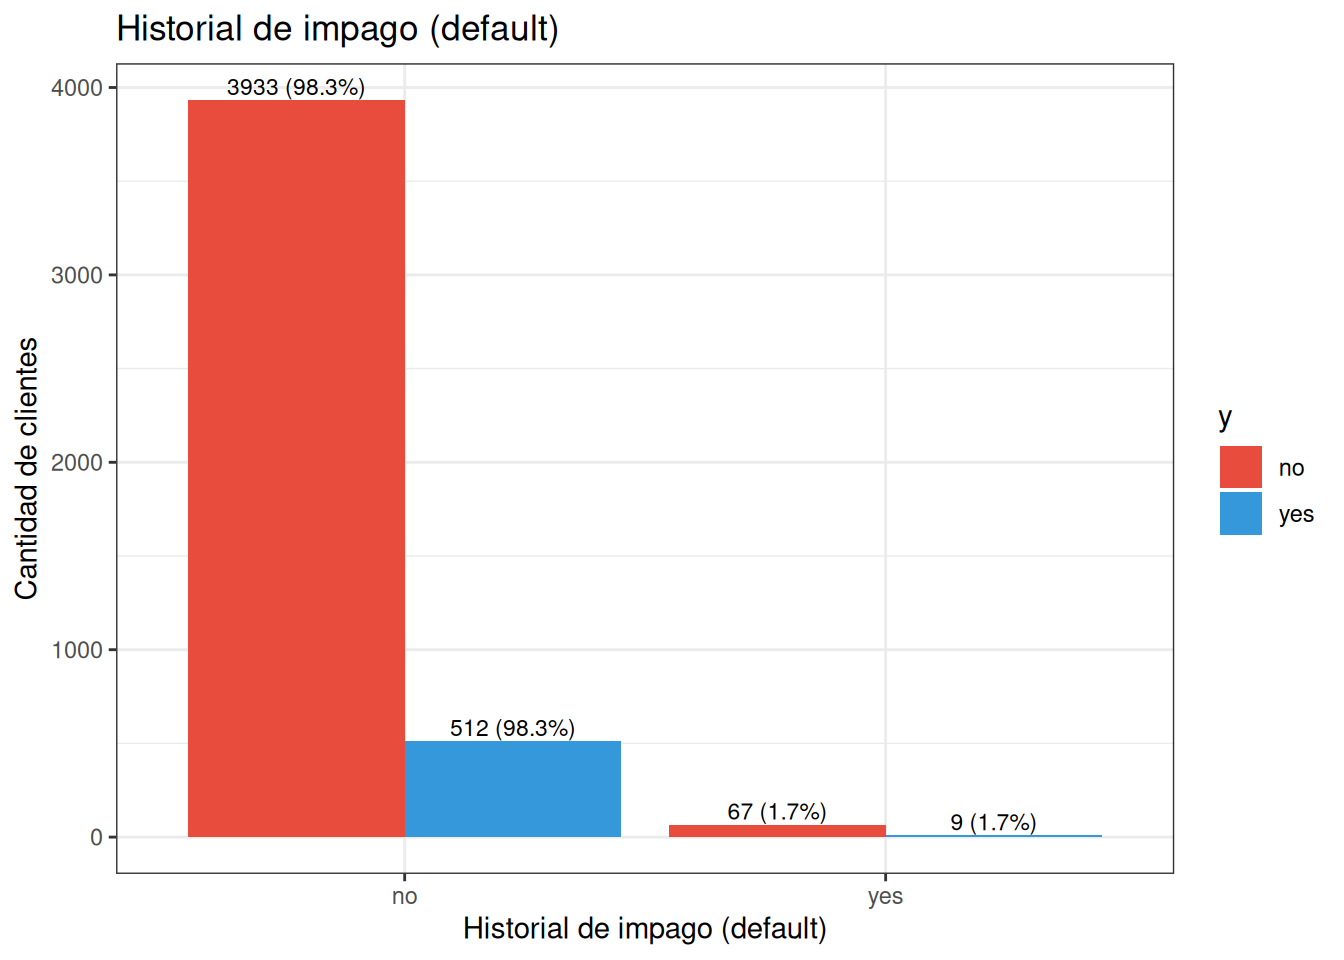 Historial de impago (default)
Cantidad de clientes
4000
3000
2000
1000
0
3933 (98.3%)
512 (98.3%)
67 (1.7%)
9 (1.7%)
no
yes
Historial de impago (default)
y
no
yes